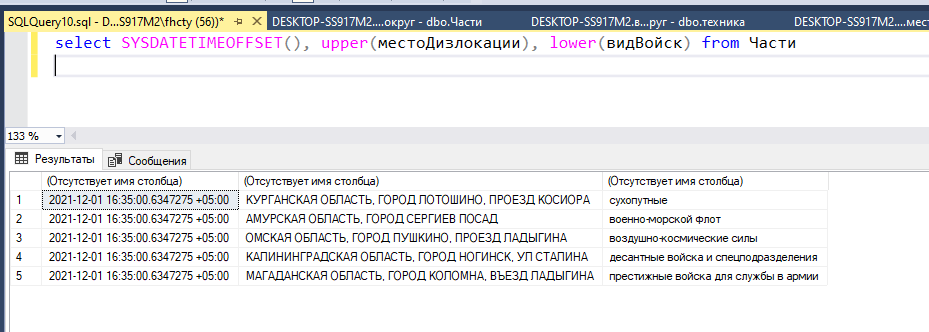 SQLQuery10.sql - D...S917M2\fhcty (56))* DESKTOP-SS917M2....округ - dbo.Части DESKTOP-SS917M2.в...руг - dbo.техника DESKTOP-SS917M2....мест
select SYSDATETIMEOFFSET(), upper(местоДизлокации), lower(видВойск) from Части
133 %
Результаты Сообщения
(Отсутствует имя столбца) (Отсутствует имя столбца) (Отсутствует имя столбца)
1 2021-12-01 16:35:00.6347275 +05:00 КУРГАНСКАЯ ОБЛАСТЬ, ГОРОД ЛОТОШИНО, ПРОЕЗД КОСИОРА сухопутные
2 2021-12-01 16:35:00.6347275 +05:00 АМУРСКАЯ ОБЛАСТЬ, ГОРОД СЕРГИЕВ ПОСАД военно-морской флот
3 2021-12-01 16:35:00.6347275 +05:00 ОМСКАЯ ОБЛАСТЬ, ГОРОД ПУШКИНО, ПРОЕЗД ЛАДЫГИНА воздушно-космические силы
4 2021-12-01 16:35:00.6347275 +05:00 КАЛИНИНГРАДСКАЯ ОБЛАСТЬ, ГОРОД НОГИНСК, УЛ СТАЛИНА десантные войска и спецподразделения
5 2021-12-01 16:35:00.6347275 +05:00 МАГАДАНСКАЯ ОБЛАСТЬ, ГОРОД КОЛОМНА, ВЪЕЗД ЛАДЫГИНА престижные войска для службы в армии